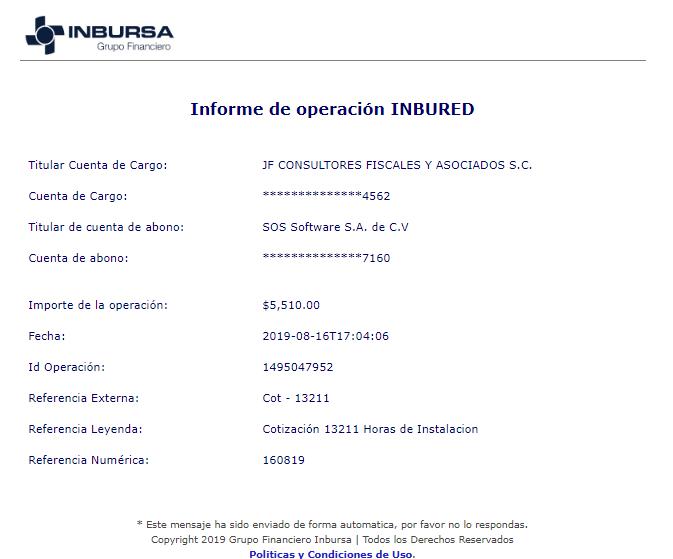 INBURSA
Grupo Financiero
Informe de operación INBURED
Titular Cuenta de Cargo: JF CONSULTORES FISCALES Y ASOCIADOS S.C.
Cuenta de Cargo: **************4562
Titular de cuenta de abono: SOS Software S.A. de C.V
Cuenta de abono: **************7160
Importe de la operación: $5,510.00
Fecha: 2019-08-16T17:04:06
Id Operación: 1495047952
Referencia Externa: Cot - 13211
Referencia Leyenda: Cotización 13211 Horas de Instalacion
Referencia Numérica: 160819
* Este mensaje ha sido enviado de forma automatica, por favor no lo respondas.
Copyright 2019 Grupo Financiero Inbursa | Todos los Derechos Reservados
Politicas y Condiciones de Uso.